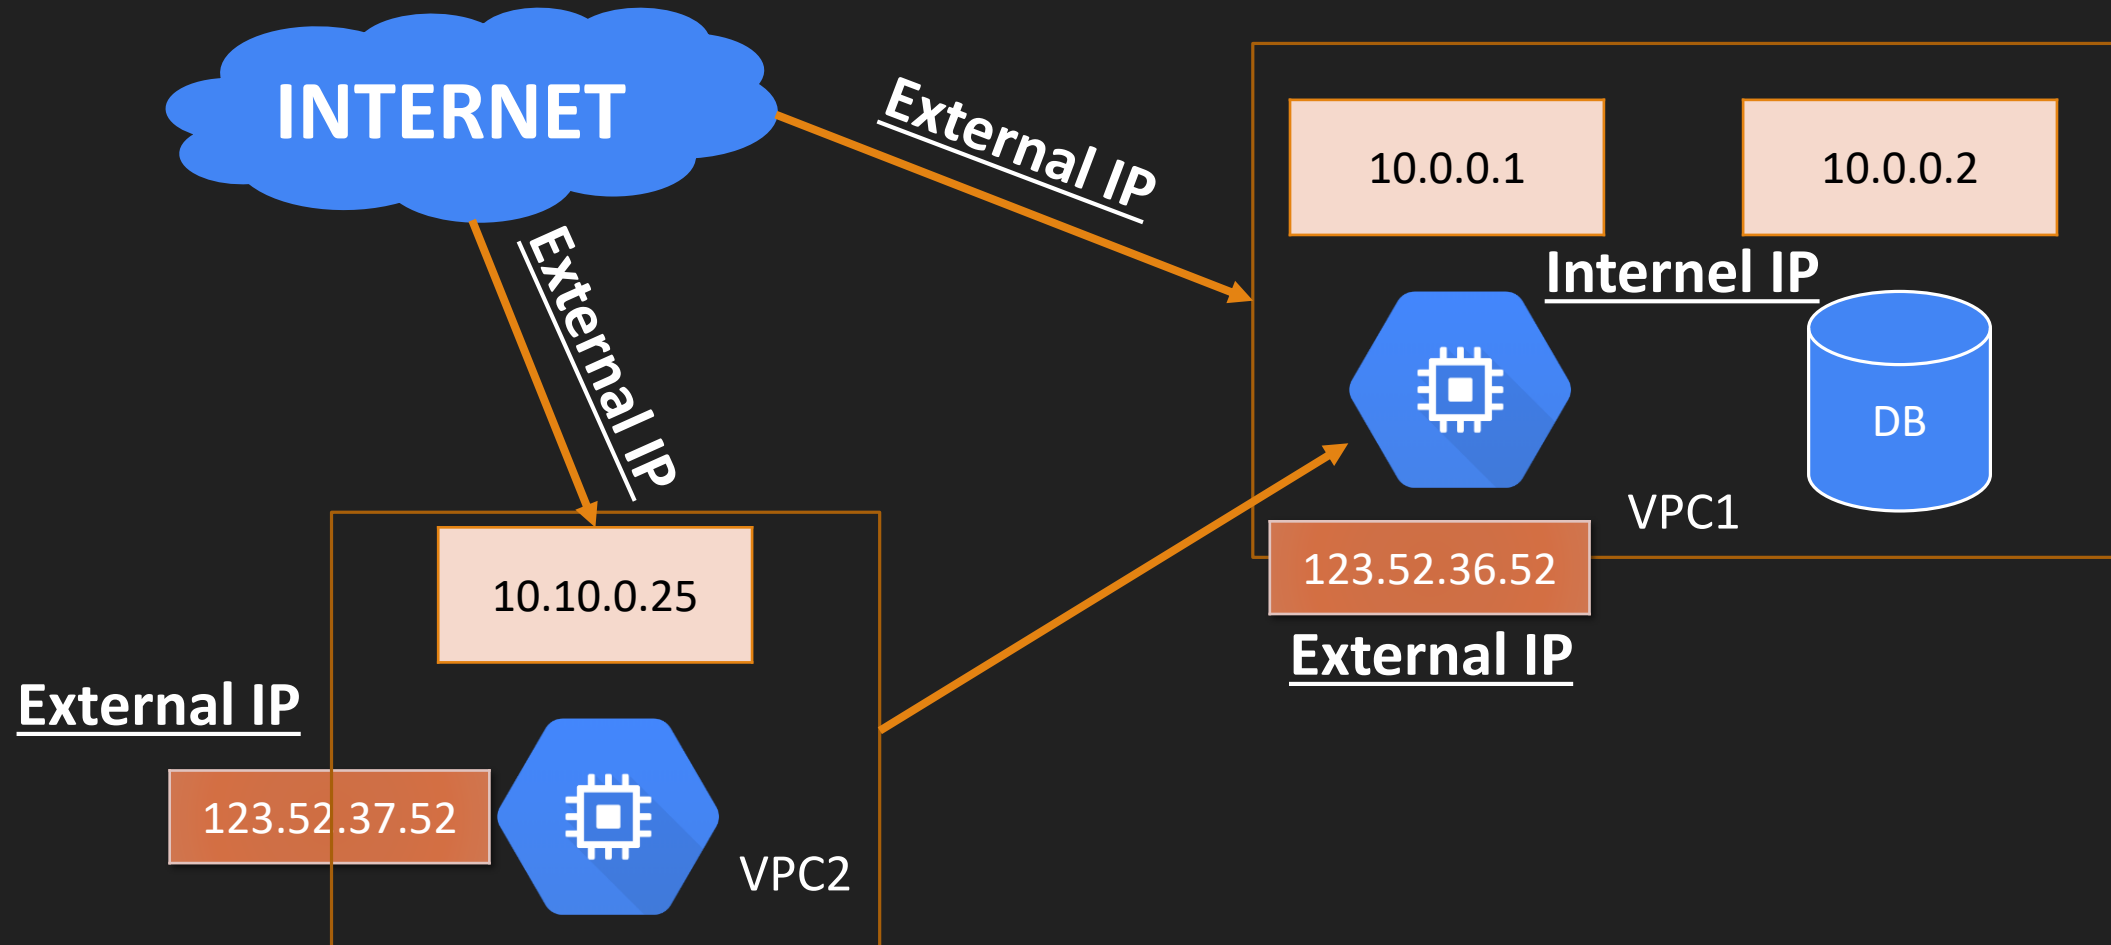 INTERNET
External IP
10.0.0.1
10.0.0.2
Internel IP
External IP
DB
VPC1
123.52.36.52
External IP
10.10.0.25
External IP
123.52.37.52
VPC2